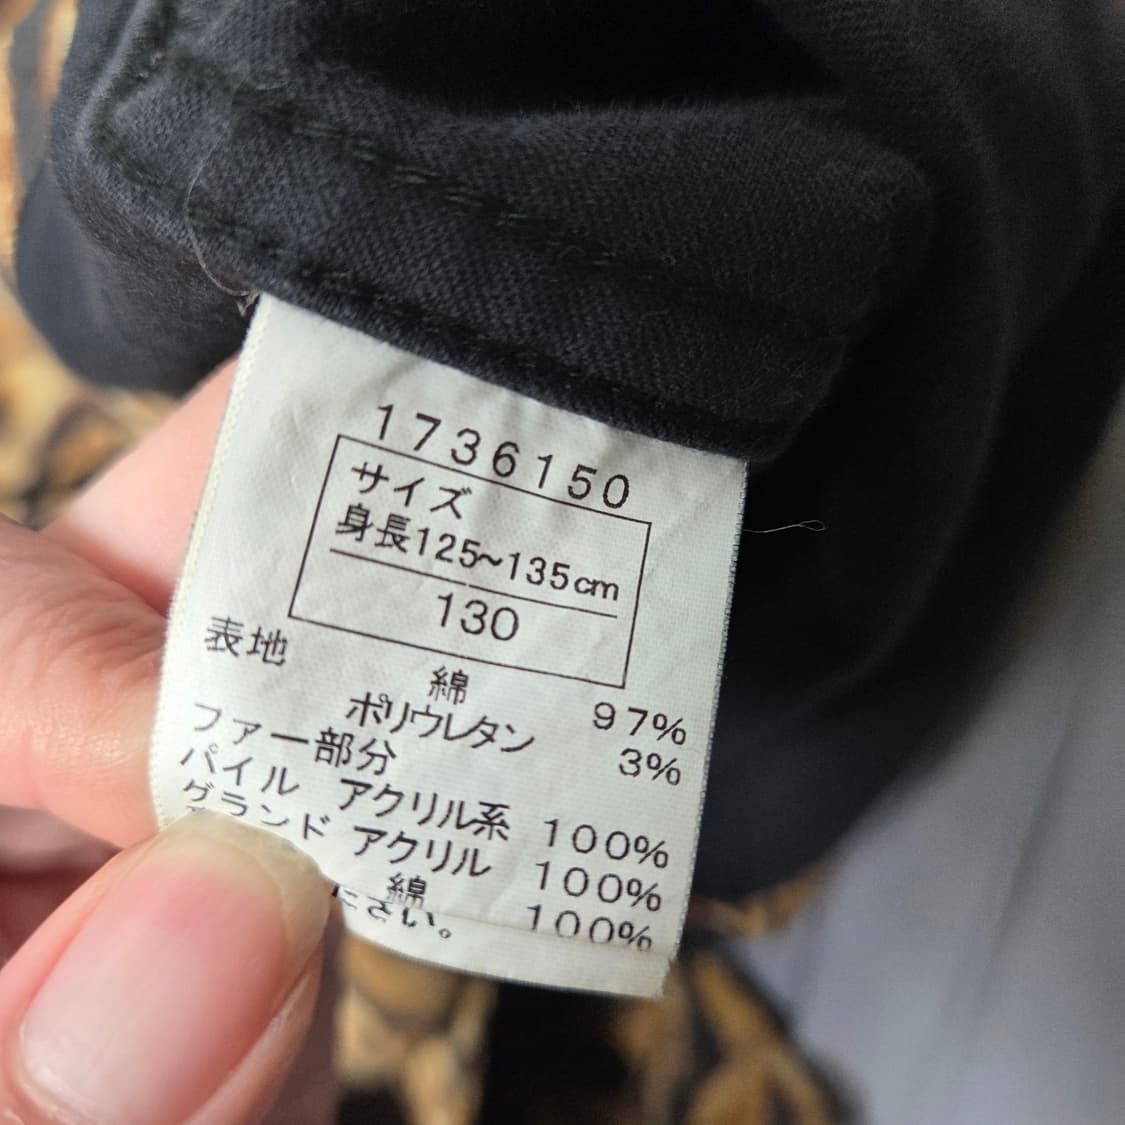 1736150
サイズ
身長125~135cm
130
表地
綿 97%
ポリウレタン 3%
ファー部分
パイル アクリル系 100%
グランド アクリル 100%
綿 100%
ださい。